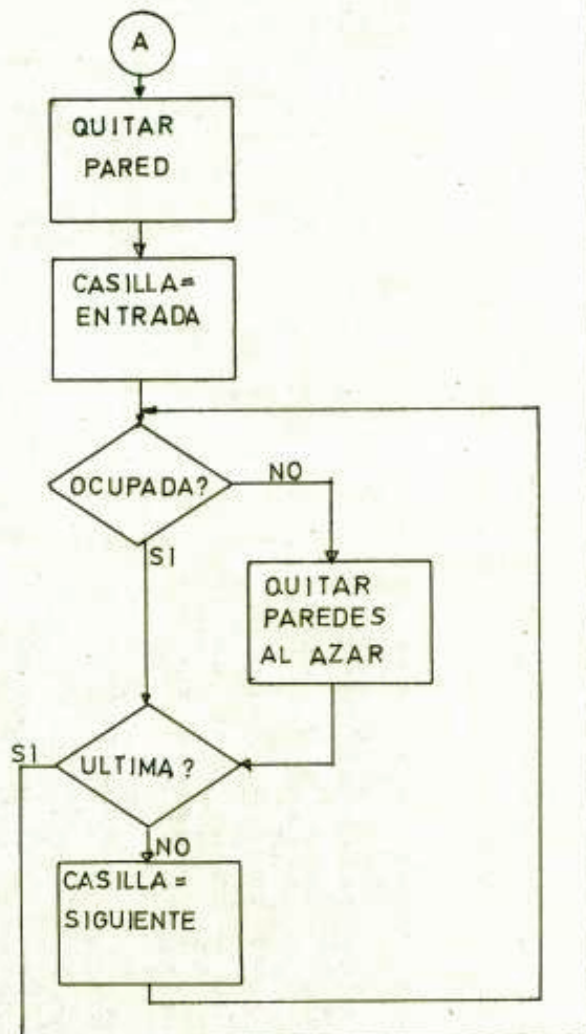 A
QUITAR
PARED
CASILLA=
ENTRADA
OCUPADA?
NO
SI
QUITAR
PAREDES
AL AZAR
SI
ULTIMA?
NO
CASILLA=
SIGUIENTE